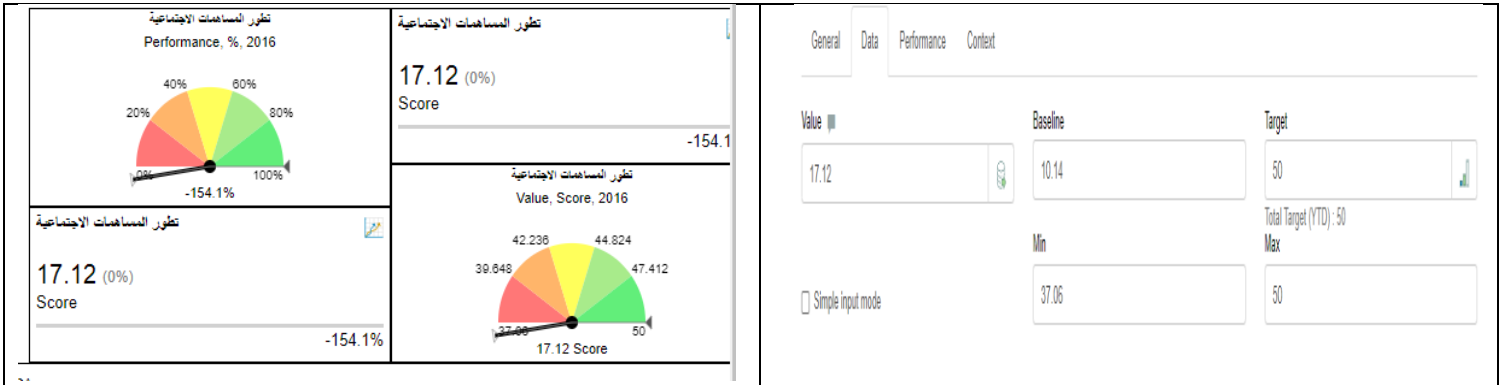 تطور المساهمات الاجتماعية
Performance, %, 2016
40%
60%
20%
80%
0%
100%
-154.1%
تطور المساهمات الاجتماعية
17.12 (0%)
Score
-154.1%
تطور المساهمات الاجتماعية
17.12 (0%)
Score
-154.1
تطور المساهمات الاجتماعية
Value, Score, 2016
42.236
44.824
39.648
47.412
37.06
50
17.12 Score
General Data Performance Context
Value
Baseline
Target
17.12
10.14
50
Total Target (YTD) : 50
Min
Max
Simple input mode
37.06
50